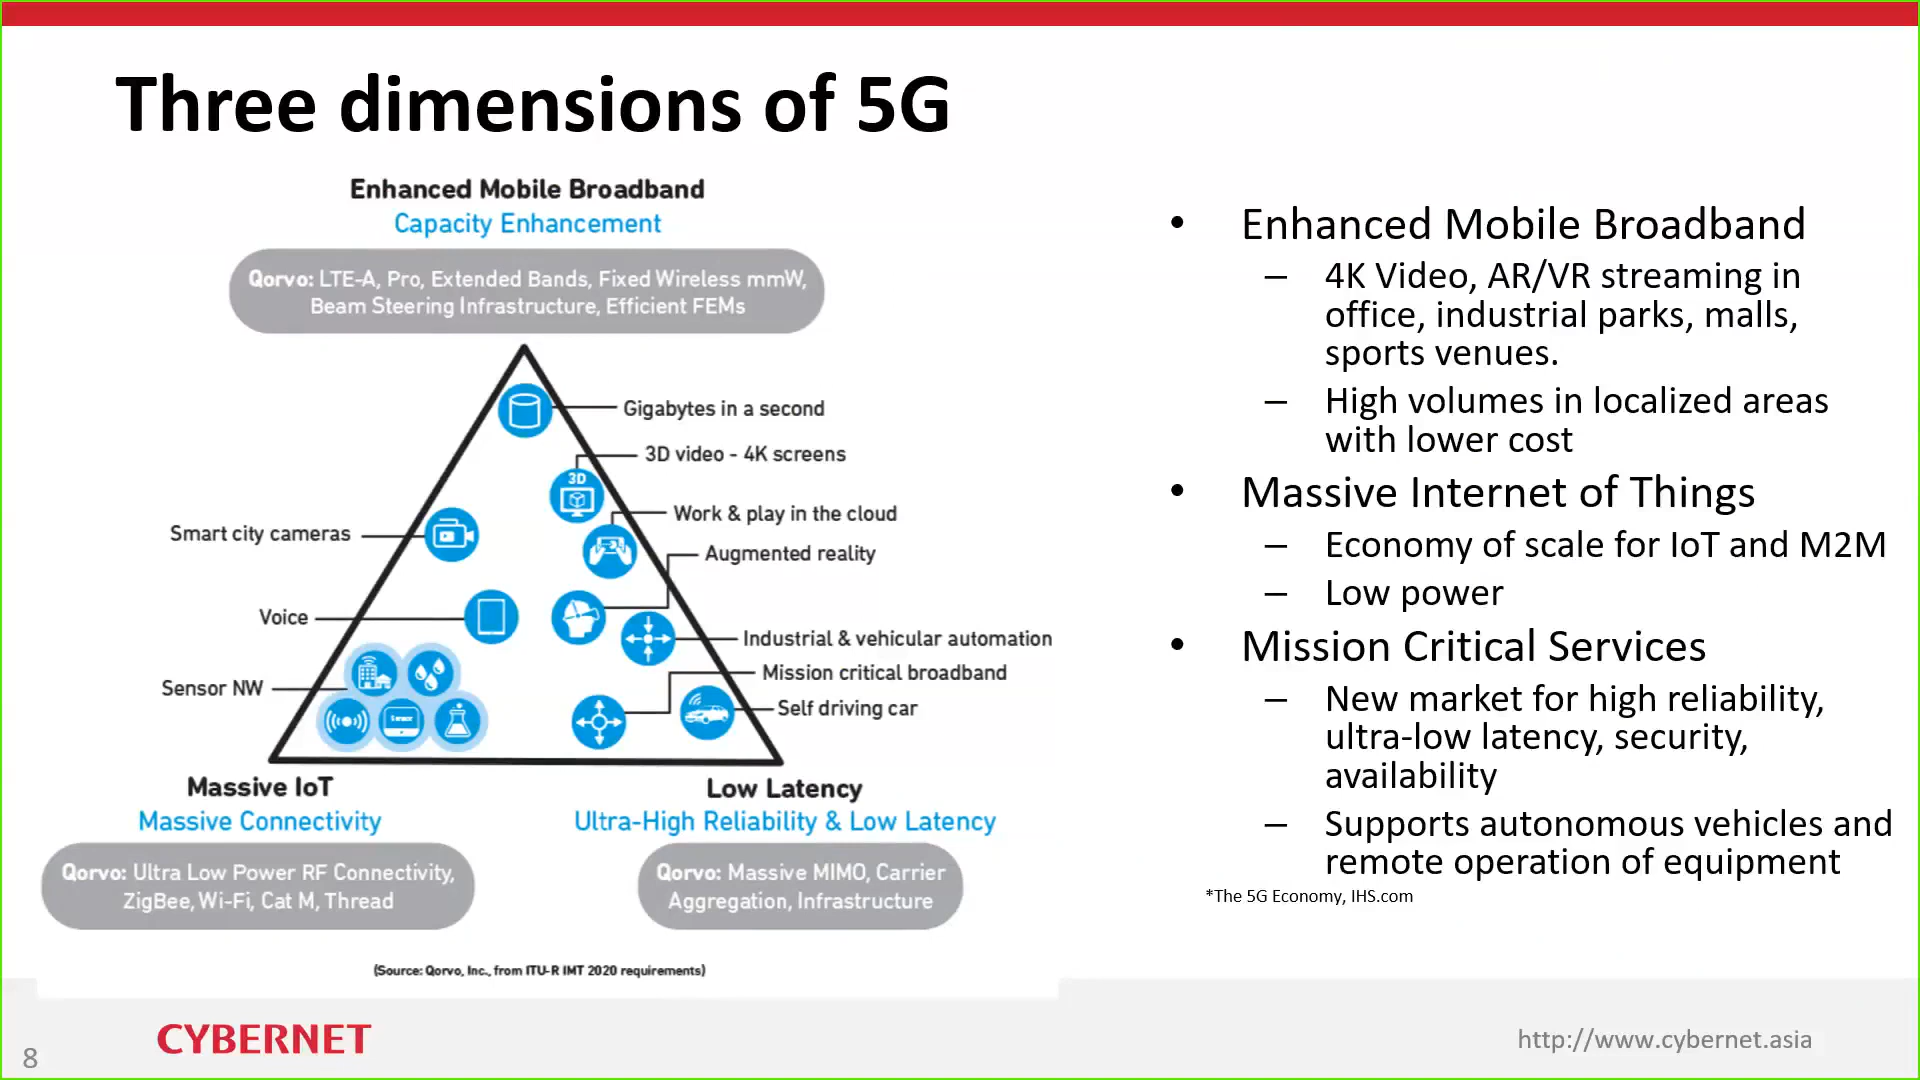 Three dimensions of 5G
Enhanced Mobile Broadband
Capacity Enhancement
Qorvo: LTE-A, Pro, Extended Bands, Fixed Wireless mmW,
Beam Steering Infrastructure, Efficient FEMs
Gigabytes in a second
3D video - 4K screens
3D
Work & play in the cloud
Smart city cameras
Augmented reality
Voice
Industrial & vehicular automation
Mission critical broadband
Sensor NW
Self driving car
Massive IoT
Massive Connectivity
Qorvo: Ultra Low Power RF Connectivity,
ZigBee, Wi-Fi, Cat M, Thread
Low Latency
Ultra-High Reliability & Low Latency
Qorvo: Massive MIMO, Carrier
Aggregation, Infrastructure
(Source: Qorvo, Inc., from ITU-R IMT 2020 requirements)
• Enhanced Mobile Broadband
– 4K Video, AR/VR streaming in
office, industrial parks, malls,
sports venues.
– High volumes in localized areas
with lower cost
• Massive Internet of Things
– Economy of scale for IoT and M2M
– Low power
• Mission Critical Services
– New market for high reliability,
ultra-low latency, security,
availability
– Supports autonomous vehicles and
remote operation of equipment
*The 5G Economy, IHS.com
8
CYBERNET
http://www.cybernet.asia